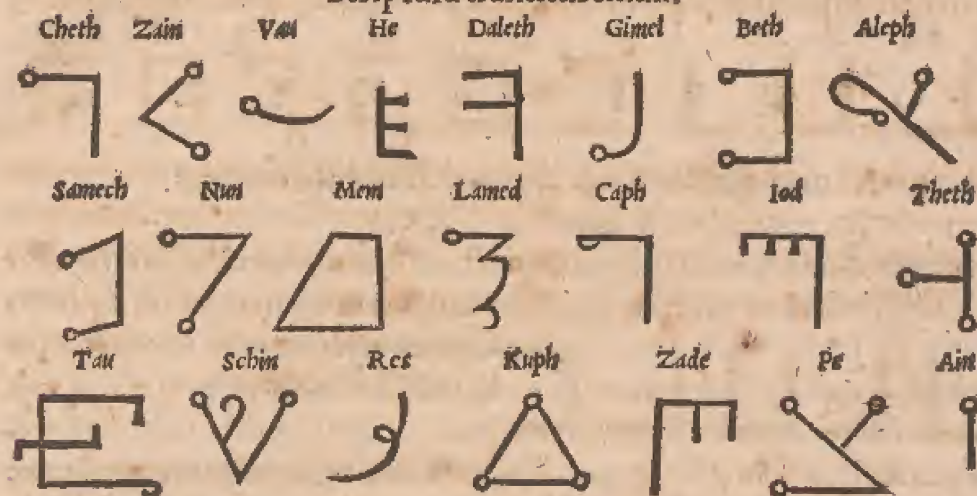 Cheth Zain Vau He Daleth Gimel Beth Aleph
Samech Nun Mem Lamed Caph Iod Theth
Tau Schin Res Kuph Zade Pe Ain